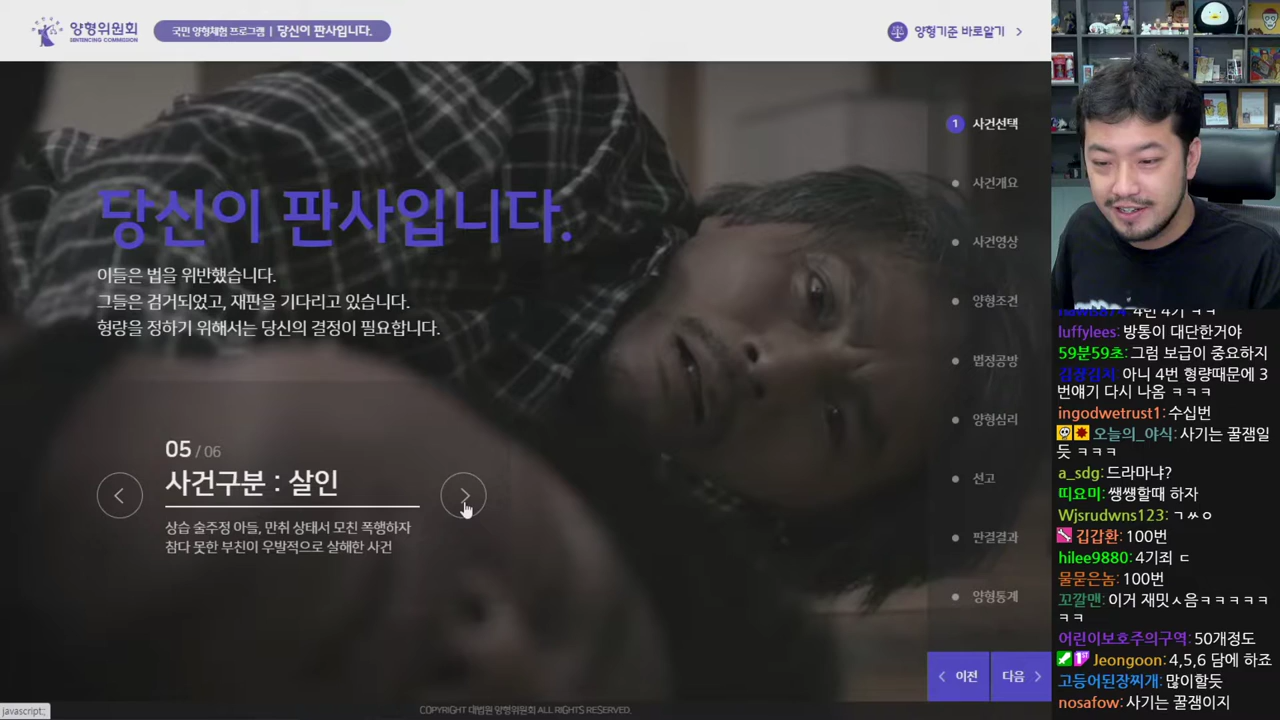 양형위원회
SENTENCING COMMISSION
국민 양형체험 프로그램 | 당신이 판사입니다.
양형기준 바로알기
당신이 판사입니다.
이들은 법을 위반했습니다.
그들은 검거되었고, 재판을 기다리고 있습니다.
형량을 정하기 위해서는 당신의 결정이 필요합니다.
05 / 06
사건구분 : 살인
상습 술주정 아들, 만취 상태서 모친 폭행하자
참다 못한 부친이 우발적으로 살해한 사건
1 사건선택
사건개요
사건영상
양형조건
법정공방
양형심리
선고
판결결과
양형통계
이전
다음
COPYRIGHT 대법원 양형위원회 ALL RIGHTS RESERVED.
javascript:;
luffylees: 방통이 대단한거야
59분59초: 그럼 보급이 중요하지
아니 4번 형량때문에 3
번얘기 다시 나옴 ㅋㅋㅋ
ingodwetrust1: 수십번
오늘의_야식: 사기는 꿀잼일
듯 ㅋㅋㅋ
a_sdg: 드라마냐?
띠요미: 쌩쌩할때 하자
Wjsrudwns123: ㄱㅆㅇ
김갑환: 100번
hilee9880: 4기죄 ㄷ
물묻은놈: 100번
꼬깔맨: 이거 재밋ㅅ음ㅋㅋㅋㅋㅋ
ㅋㅋ
어린이보호주의구역: 50개정도
Jeongoon: 4,5,6 담에 하죠
고등어된장찌개: 많이할듯
nosafow: 사기는 꿀잼이지